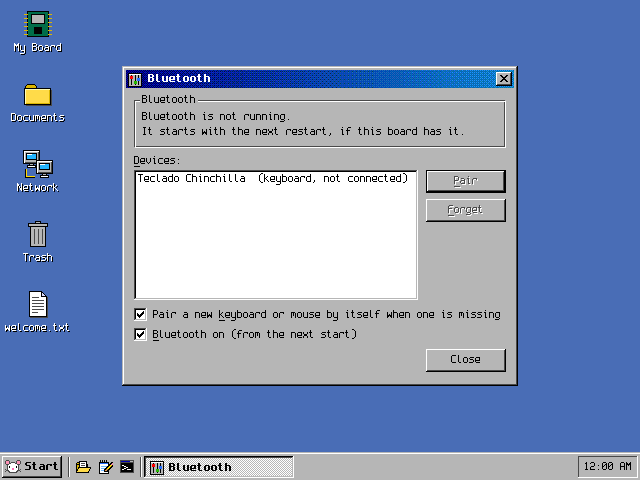 My Board
Documents
Network
Trash
welcome.txt
Bluetooth
Bluetooth
Bluetooth is not running.
It starts with the next restart, if this board has it.
Devices:
Teclado Chinchilla (keyboard, not connected)
Pair
Forget
Pair a new keyboard or mouse by itself when one is missing
Bluetooth on (from the next start)
Close
Start
Bluetooth
12:00 AM